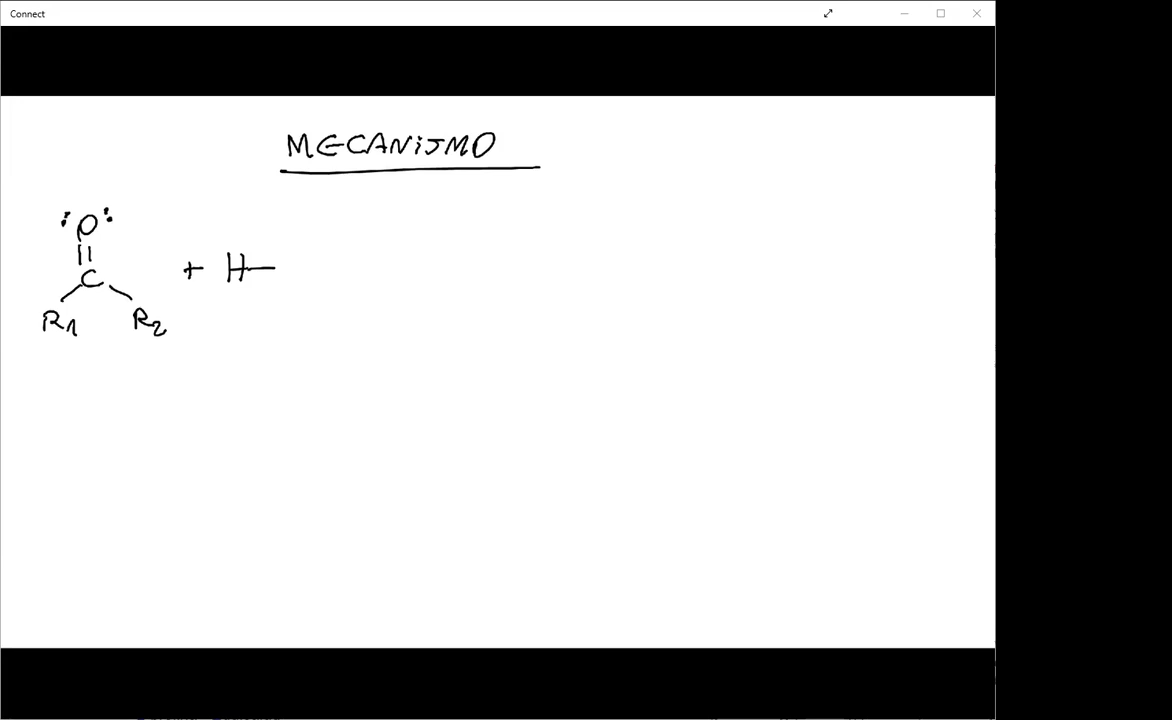 Connect
MECANiSMO
:O:
||
C + H—
R1 R2